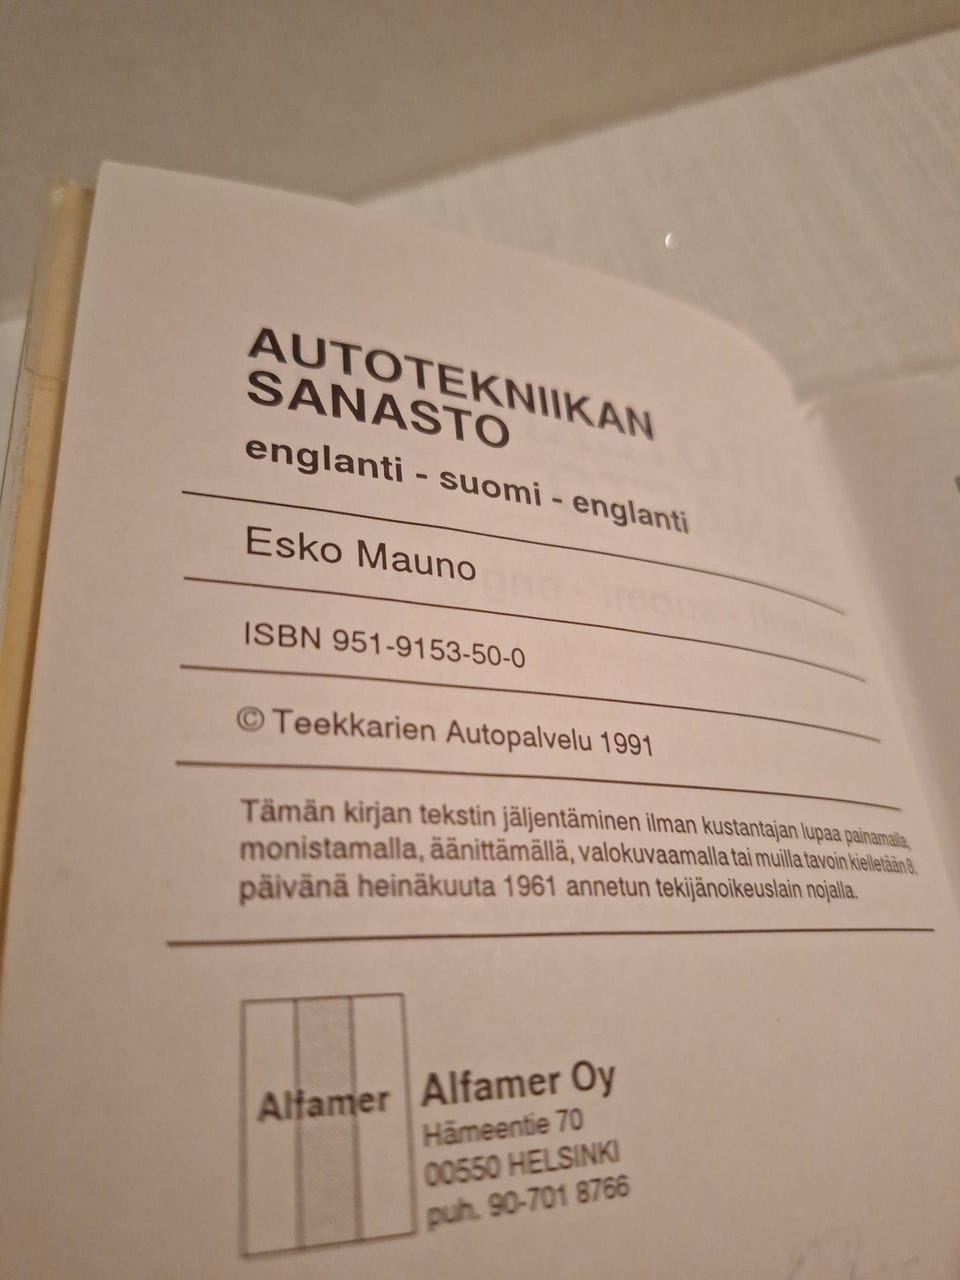 AUTOTEKNIIKAN
SANASTO
englanti - suomi - englanti
Esko Mauno
ISBN 951-9153-50-0
© Teekkarien Autopalvelu 1991
Tämän kirjan tekstin jäljentäminen ilman kustantajan lupaa painamalla,
monistamalla, äänittämällä, valokuvaamalla tai muilla tavoin kielletään 8.
päivänä heinäkuuta 1961 annetun tekijänoikeuslain nojalla.
Alfamer
Alfamer Oy
Hämeentie 70
00550 HELSINKI
puh. 90-701 8766